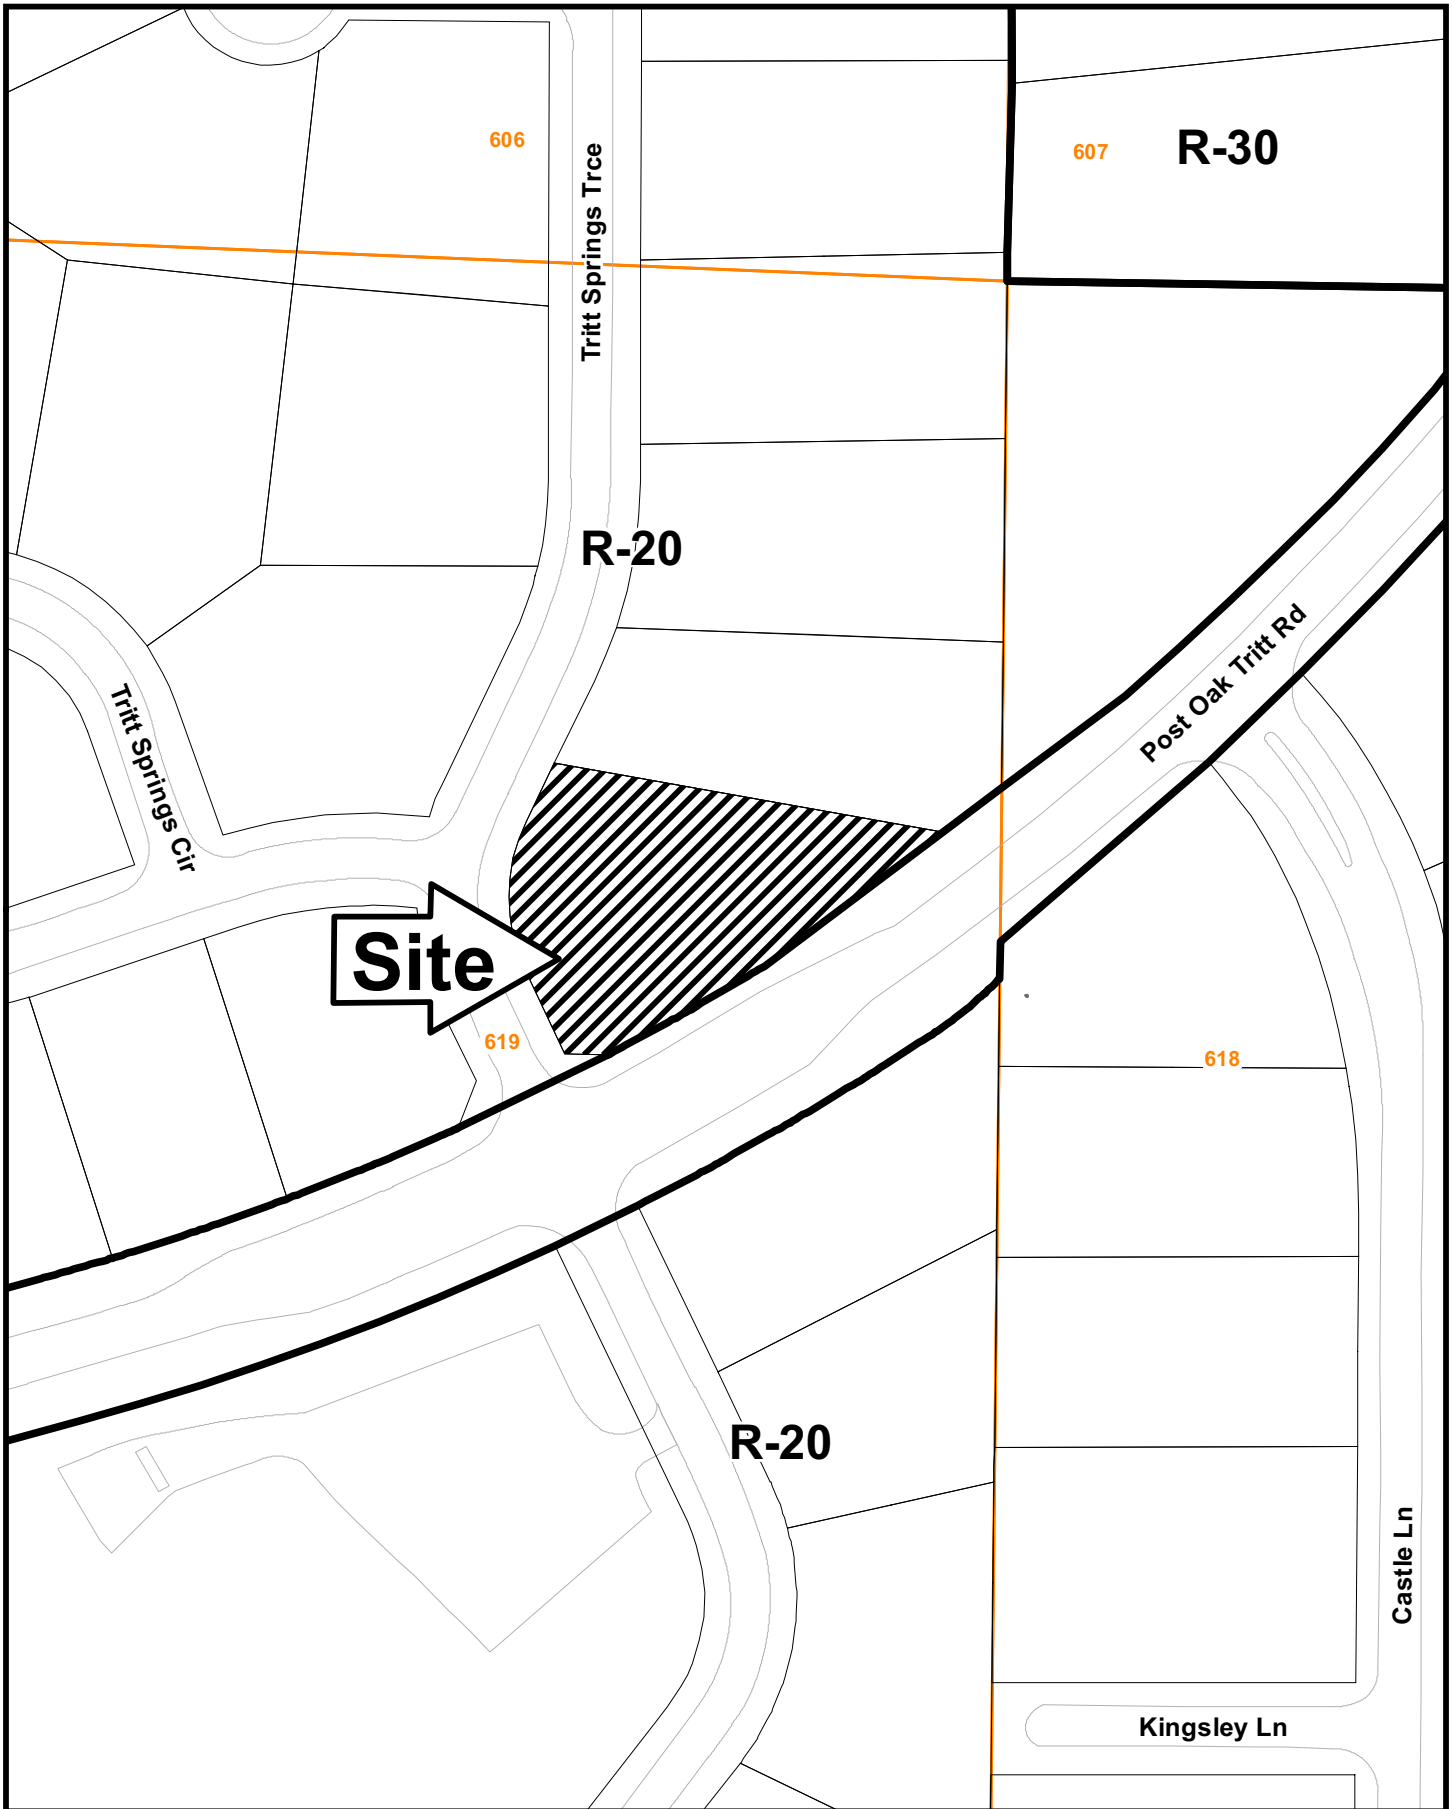 606
607
R-30
Tritt Springs Trce
R-20
Post Oak Tritt Rd
Tritt Springs Cir
Site
619
618
R-20
Castle Ln
Kingsley Ln